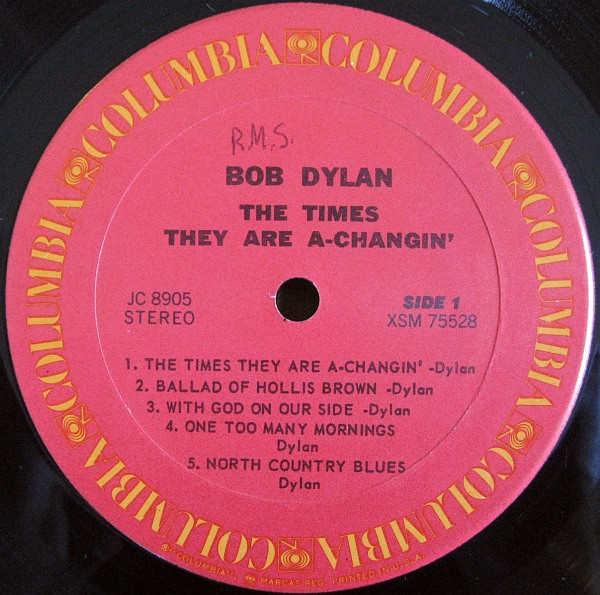 COLUMBIA COLUMBIA COLUMBIA COLUMBIA COLUMBIA COLUMBIA COLUMBIA
R.M.S.
BOB DYLAN
THE TIMES
THEY ARE A-CHANGIN'
JC 8905
STEREO
SIDE 1
XSM 75528
1. THE TIMES THEY ARE A-CHANGIN' -Dylan
2. BALLAD OF HOLLIS BROWN -Dylan
3. WITH GOD ON OUR SIDE -Dylan
4. ONE TOO MANY MORNINGS
Dylan
5. NORTH COUNTRY BLUES
Dylan
"COLUMBIA", MARCAS REG. PRINTED IN U.S.A.